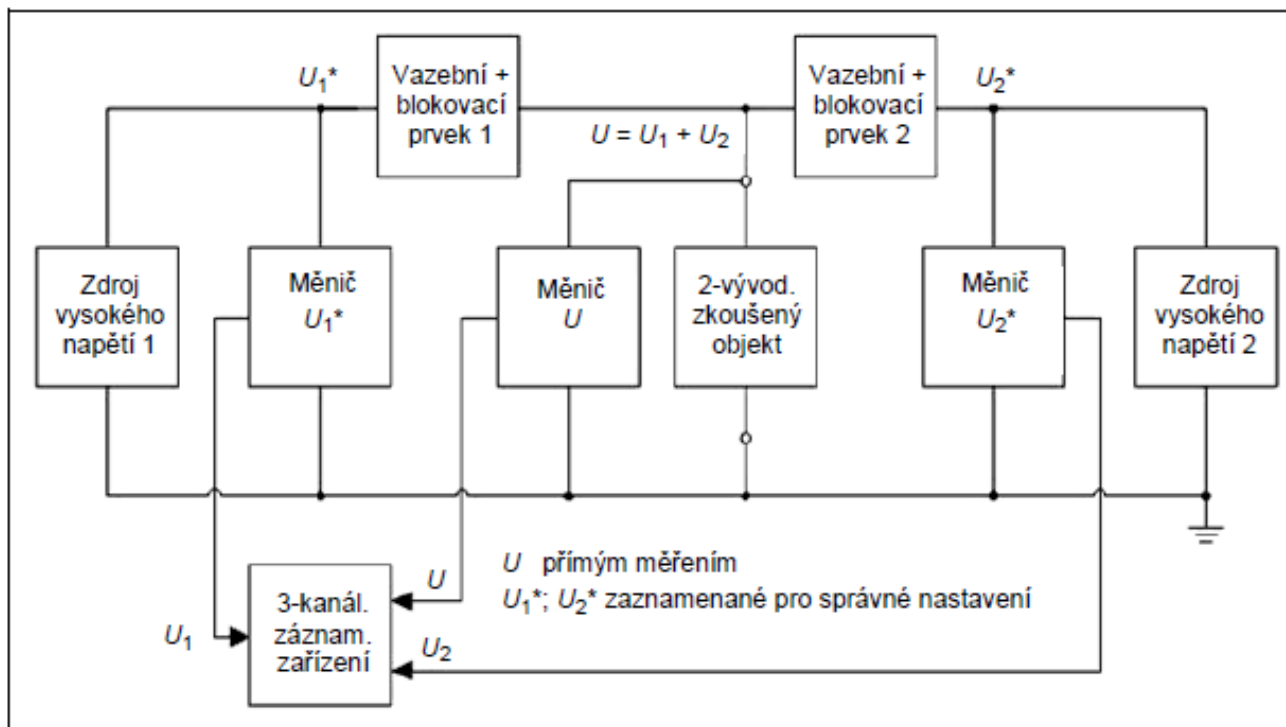 U1*
Vazební +
blokovací
prvek 1
U = U1 + U2
Vazební +
blokovací
prvek 2
U2*
Zdroj
vysokého
napětí 1
Měnič
U1*
Měnič
U
2-vývod.
zkoušený
objekt
Měnič
U2*
Zdroj
vysokého
napětí 2
U1
3-kanál.
záznam.
zařízení
U
U2
U přímým měřením
U1*; U2* zaznamenané pro správné nastavení